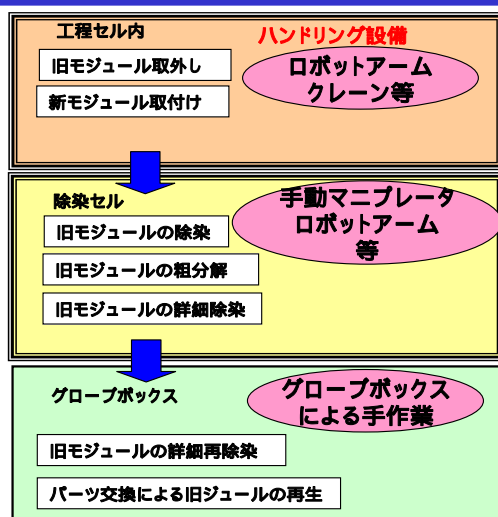 工程セル内
ハンドリング設備
旧モジュール取外し
新モジュール取付け
ロボットアーム
クレーン等
除染セル
手動マニプレータ
ロボットアーム
等
旧モジュールの除染
旧モジュールの粗分解
旧モジュールの詳細除染
グローブボックス
グローブボックス
による手作業
旧モジュールの詳細再除染
パーツ交換による旧ジュールの再生